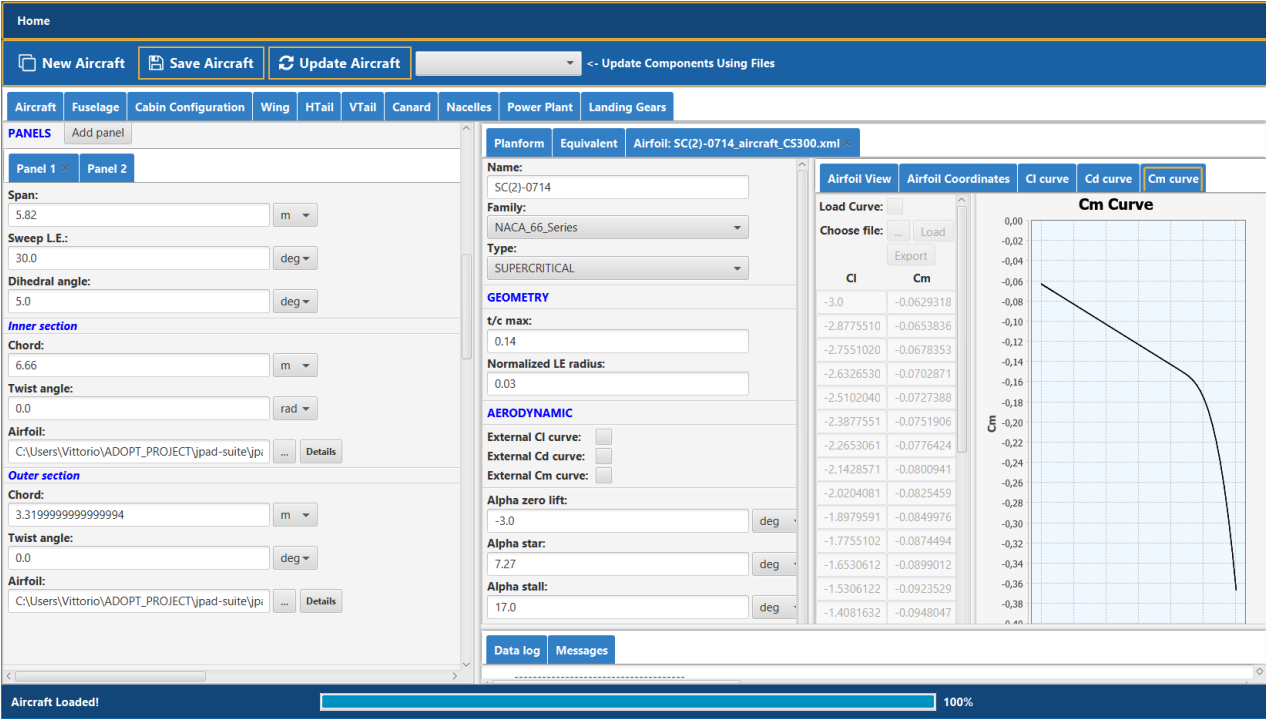 Home
New Aircraft
Save Aircraft
Update Aircraft
<- Update Components Using Files
Aircraft
Fuselage
Cabin Configuration
Wing
HTail
VTail
Canard
Nacelles
Power Plant
Landing Gears
PANELS
Add panel
Panel 1
Panel 2
Span:
5.82
m
Sweep L.E.:
30.0
deg
Dihedral angle:
5.0
deg
Inner section
Chord:
6.66
m
Twist angle:
0.0
rad
Airfoil:
C:\Users\Vittorio\ADOPT_PROJECT\jpad-suite\jpa
...
Details
Outer section
Chord:
3.3199999999999994
m
Twist angle:
0.0
deg
Airfoil:
C:\Users\Vittorio\ADOPT_PROJECT\jpad-suite\jpa
...
Details
Planform
Equivalent
Airfoil: SC(2)-0714_aircraft_CS300.xml
Name:
SC(2)-0714
Family:
NACA_66_Series
Type:
SUPERCRITICAL
GEOMETRY
t/c max:
0.14
Normalized LE radius:
0.03
AERODYNAMIC
External Cl curve:
External Cd curve:
External Cm curve:
Alpha zero lift:
-3.0
deg
Alpha star:
7.27
deg
Alpha stall:
17.0
deg
Airfoil View
Airfoil Coordinates
Cl curve
Cd curve
Cm curve
Load Curve:
Choose file:
...
Load
Export
Cl Cm
-3.0 -0.0629318
-2.8775510 -0.0653836
-2.7551020 -0.0678353
-2.6326530 -0.0702871
-2.5102040 -0.0727388
-2.3877551 -0.0751906
-2.2653061 -0.0776424
-2.1428571 -0.0800941
-2.0204081 -0.0825459
-1.8979591 -0.0849976
-1.7755102 -0.0874494
-1.6530612 -0.0899012
-1.5306122 -0.0923529
-1.4081632 -0.0948047
Cm Curve
Cm
0,00
-0,02
-0,04
-0,06
-0,08
-0,10
-0,12
-0,14
-0,16
-0,18
-0,20
-0,22
-0,24
-0,26
-0,28
-0,30
-0,32
-0,34
-0,36
-0,38
-0,40
Data log
Messages
Aircraft Loaded!
100%